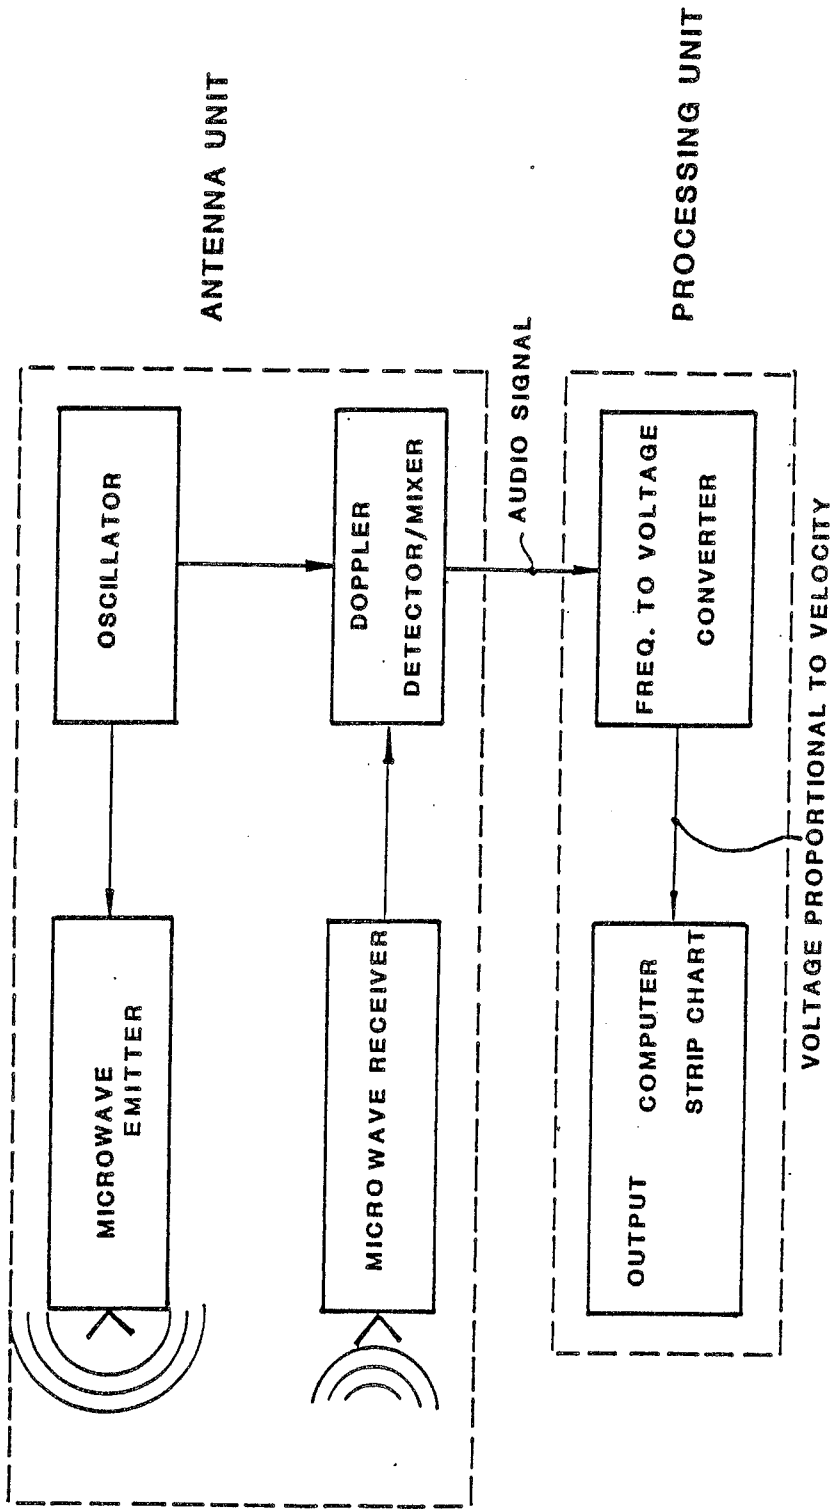 ANTENNA UNIT
MICROWAVE
EMITTER
OSCILLATOR
MICROWAVE RECEIVER
DOPPLER
DETECTOR/MIXER
AUDIO SIGNAL
PROCESSING UNIT
OUTPUT COMPUTER
STRIP CHART
FREQ. TO VOLTAGE
CONVERTER
VOLTAGE PROPORTIONAL TO VELOCITY